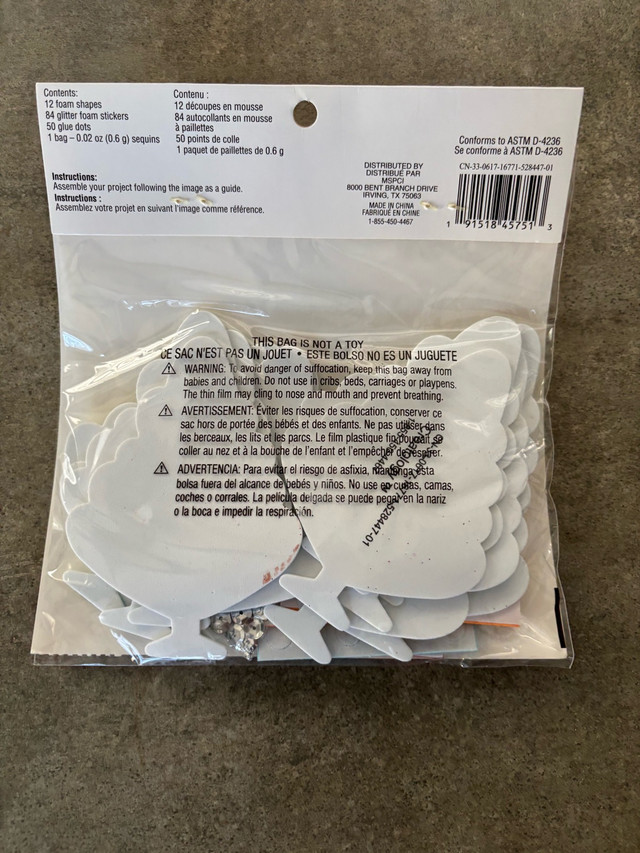 Contents:
12 foam shapes
84 glitter foam stickers
50 glue dots
1 bag – 0.02 oz (0.6 g) sequins
Contenu :
12 découpes en mousse
84 autocollants en mousse
à paillettes
50 points de colle
1 paquet de paillettes de 0.6 g
Instructions:
Assemble your project following the image as a guide.
Instructions :
Assemblez votre projet en suivant l'image comme référence.
DISTRIBUTED BY
DISTRIBUÉ PAR
MSPCI
8000 BENT BRANCH DRIVE
IRVING, TX 75063
MADE IN CHINA
FABRIQUÉ EN CHINE
1-855-450-4467
Conforms to ASTM D-4236
Se conforme à ASTM D-4236
CN-33-0617-16771-528447-01
1 91518 45751 3
THIS BAG IS NOT A TOY
CE SAC N'EST PAS UN JOUET • ESTE BOLSO NO ES UN JUGUETE
WARNING: To avoid danger of suffocation, keep this bag away from
babies and children. Do not use in cribs, beds, carriages or playpens.
The thin film may cling to nose and mouth and prevent breathing.
AVERTISSEMENT: Éviter les risques de suffocation, conserver ce
sac hors de portée des bébés et des enfants. Ne pas utiliser dans
les berceaux, les lits et les parcs. Le film plastique fin pourrait se
coller au nez et à la bouche de l'enfant et l'empêcher de respirer.
ADVERTENCIA: Para evitar el riesgo de asfixia, mantenga esta
bolsa fuera del alcance de bebés y niños. No use en cunas, camas,
coches o corrales. La película delgada se puede pegar en la nariz
o la boca e impedir la respiración.
528447-01